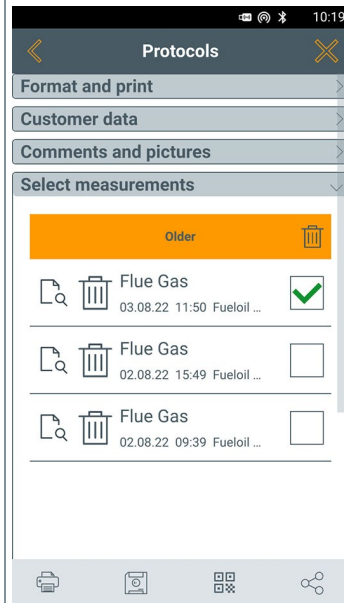 10:19
Protocols
Format and print
Customer data
Comments and pictures
Select measurements
Older
Flue Gas
03.08.22 11:50 Fueloil ...
Flue Gas
02.08.22 15:49 Fueloil ...
Flue Gas
02.08.22 09:39 Fueloil ...